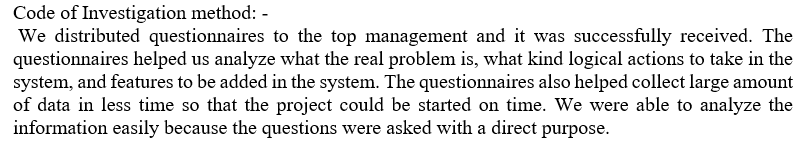 Code of Investigation method: -
We distributed questionnaires to the top management and it was successfully received. The
questionnaires helped us analyze what the real problem is, what kind logical actions to take in the
system, and features to be added in the system. The questionnaires also helped collect large amount
of data in less time so that the project could be started on time. We were able to analyze the
information easily because the questions were asked with a direct purpose.